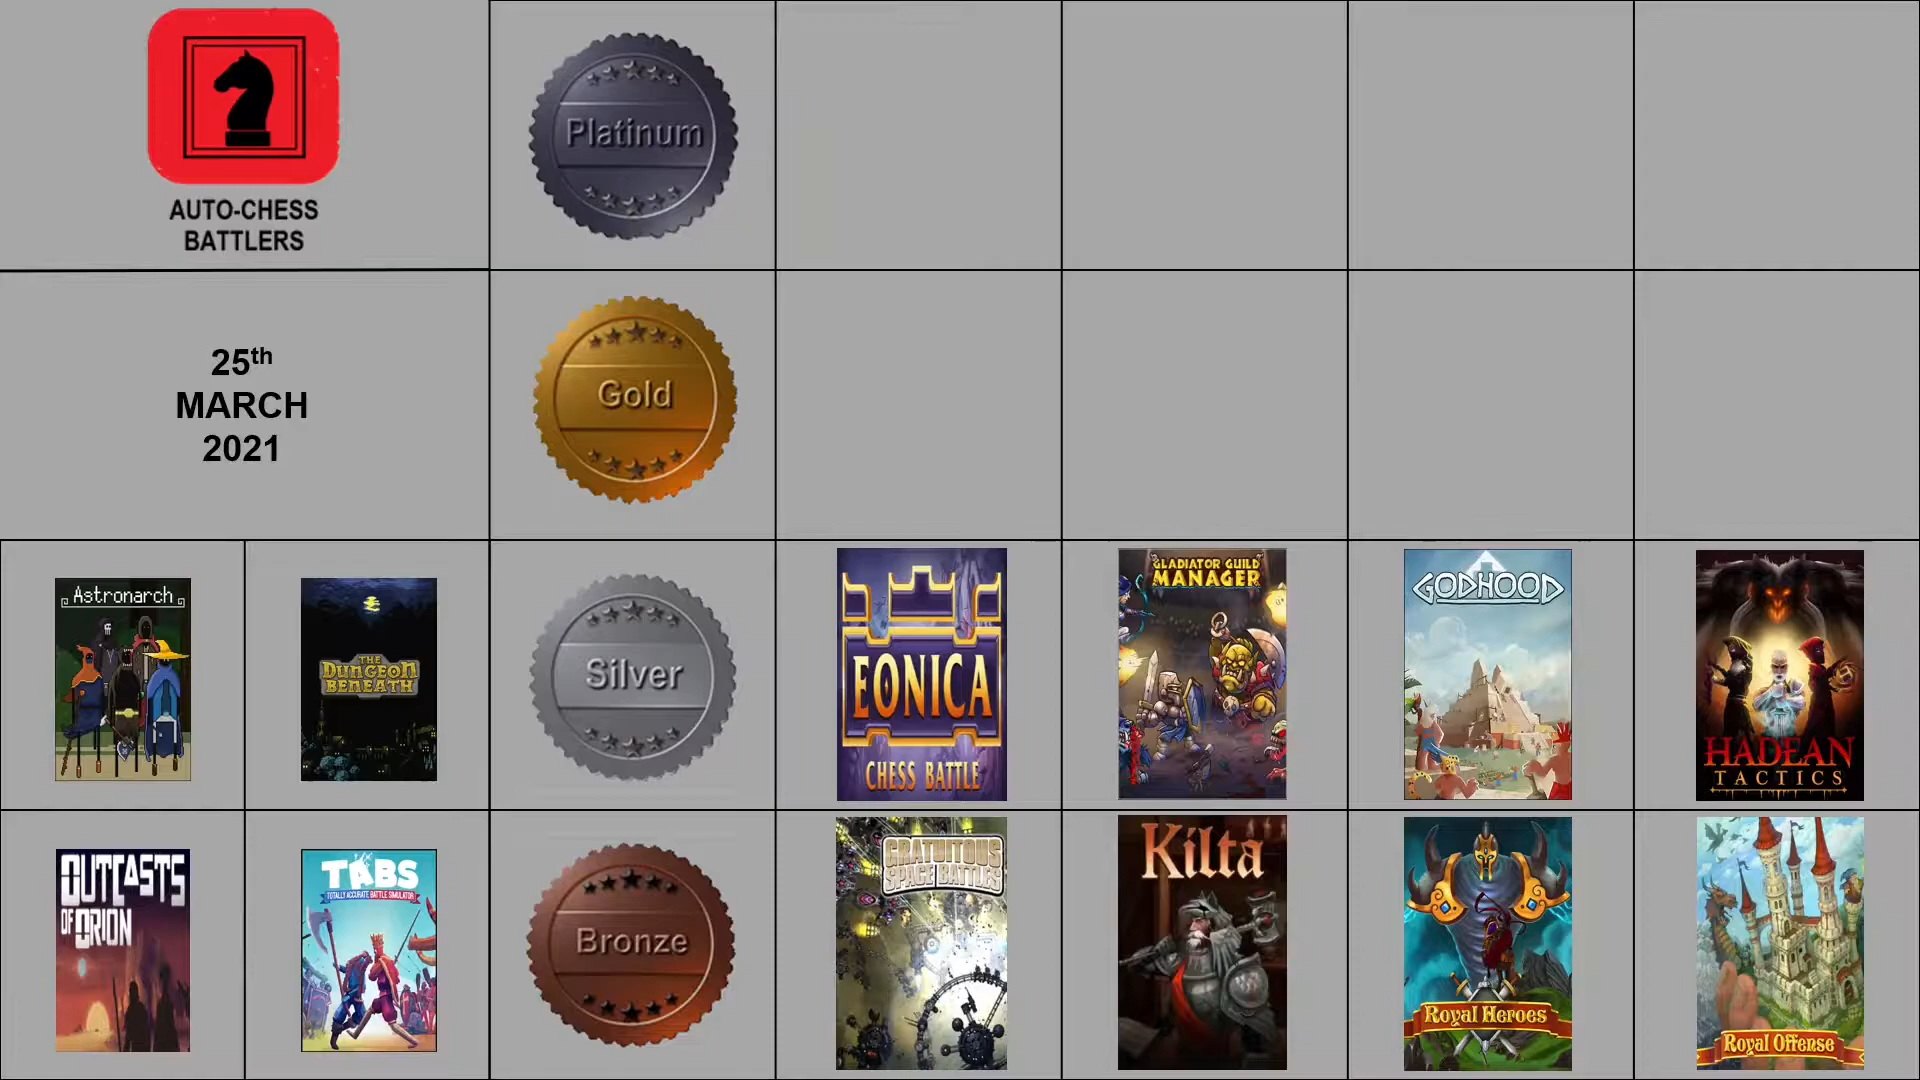 AUTO-CHESS
BATTLERS
Platinum
25th
MARCH
2021
Gold
Astronarch
THE
DUNGEON
BENEATH
Silver
EONICA
CHESS BATTLE
GLADIATOR GUILD
MANAGER
GODHOOD
HADEAN
TACTICS
OUTCASTS
OF ORION
TABS
TOTALLY ACCURATE BATTLE SIMULATOR
Bronze
GRATUITOUS
SPACE BATTLES
Kilta
Royal Heroes
Royal Offense